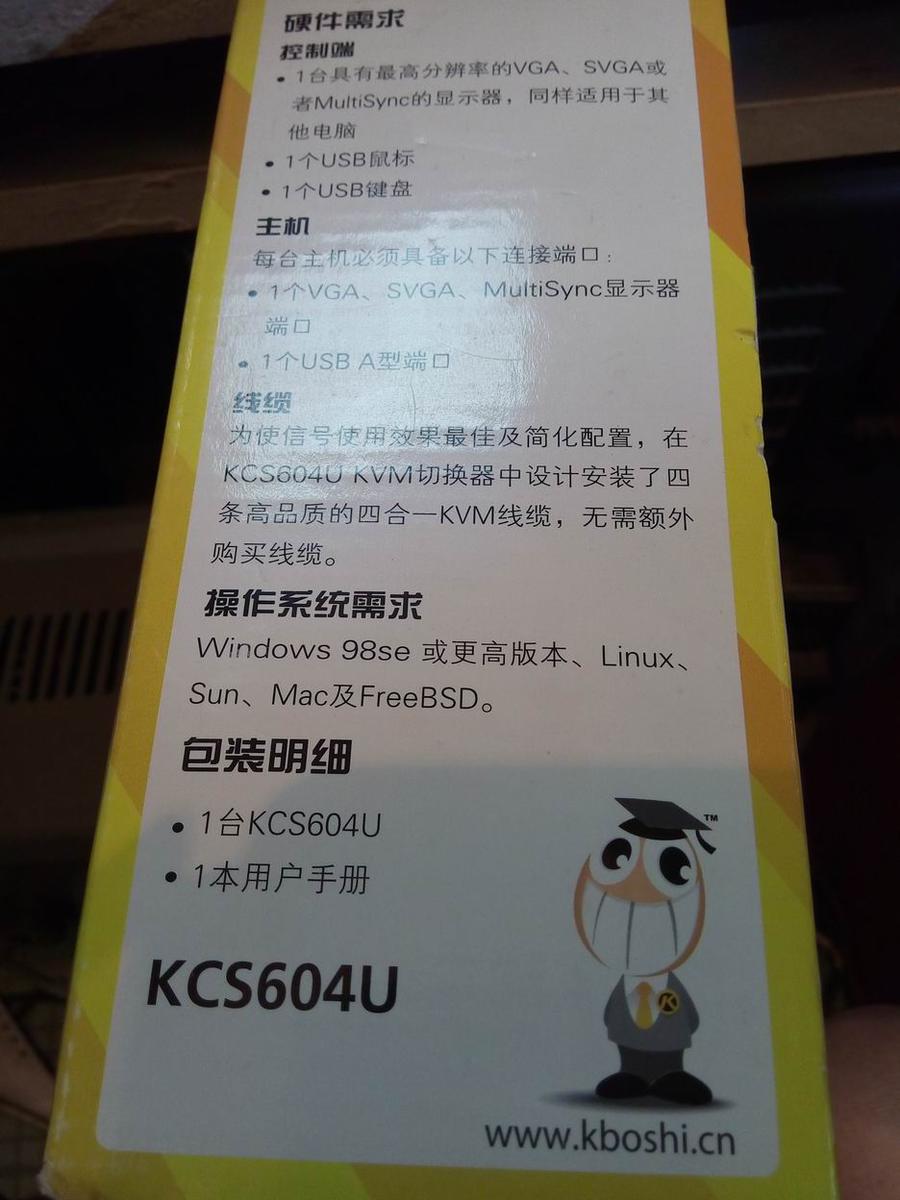 硬件需求
控制端
• 1台具有最高分辨率的VGA、SVGA或
者MultiSync的显示器，同样适用于其
他电脑
• 1个USB鼠标
• 1个USB键盘
主机
每台主机必须具备以下连接端口：
• 1个VGA、SVGA、MultiSync显示器
端口
• 1个USB A型端口
线缆
为使信号使用效果最佳及简化配置，在
KCS604U KVM切换器中设计安装了四
条高品质的四合一KVM线缆，无需额外
购买线缆。
操作系统需求
Windows 98se 或更高版本、Linux、
Sun、Mac及FreeBSD。
包装明细
• 1台KCS604U
• 1本用户手册
TM
K
KCS604U
www.kboshi.cn